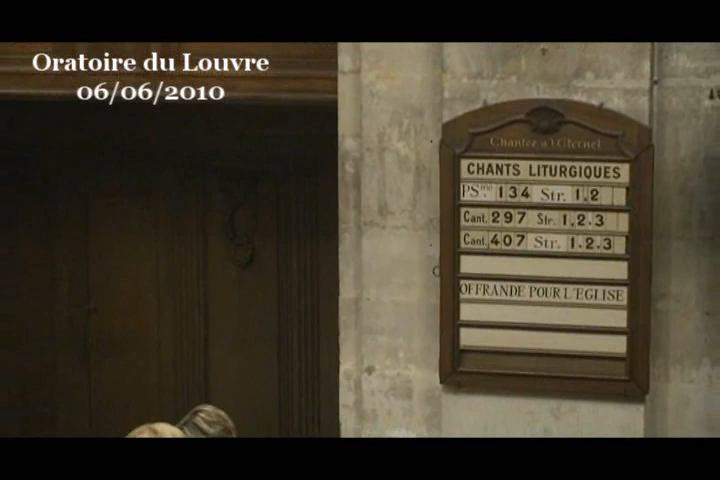 Oratoire du Louvre
06/06/2010
Chantez à l'Eternel
CHANTS LITURGIQUES
PSme 134 Str. 1.2
Cant. 297 Str. 1.2.3
Cant. 407 Str. 1.2.3
OFFRANDE POUR L'EGLISE